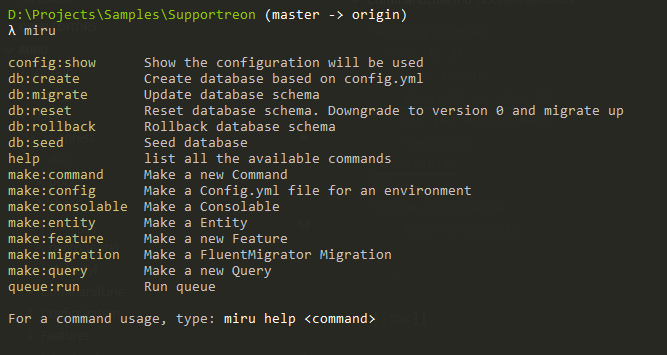 D:\Projects\Samples\Supportreon (master -> origin)
λ miru
config:show Show the configuration will be used
db:create Create database based on config.yml
db:migrate Update database schema
db:reset Reset database schema. Downgrade to version 0 and migrate up
db:rollback Rollback database schema
db:seed Seed database
help list all the available commands
make:command Make a new Command
make:config Make a Config.yml file for an environment
make:consolable Make a Consolable
make:entity Make a Entity
make:feature Make a new Feature
make:migration Make a FluentMigrator Migration
make:query Make a new Query
queue:run Run queue
For a command usage, type: miru help <command>